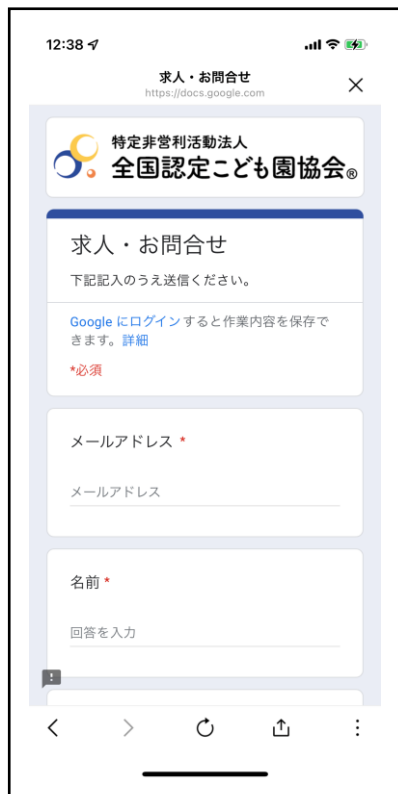 12:38
求人・お問合せ
https://docs.google.com
特定非営利活動法人
全国認定こども園協会®
求人・お問合せ
下記記入のうえ送信ください。
Google にログインすると作業内容を保存で
きます。詳細
*必須
メールアドレス *
メールアドレス
名前 *
回答を入力